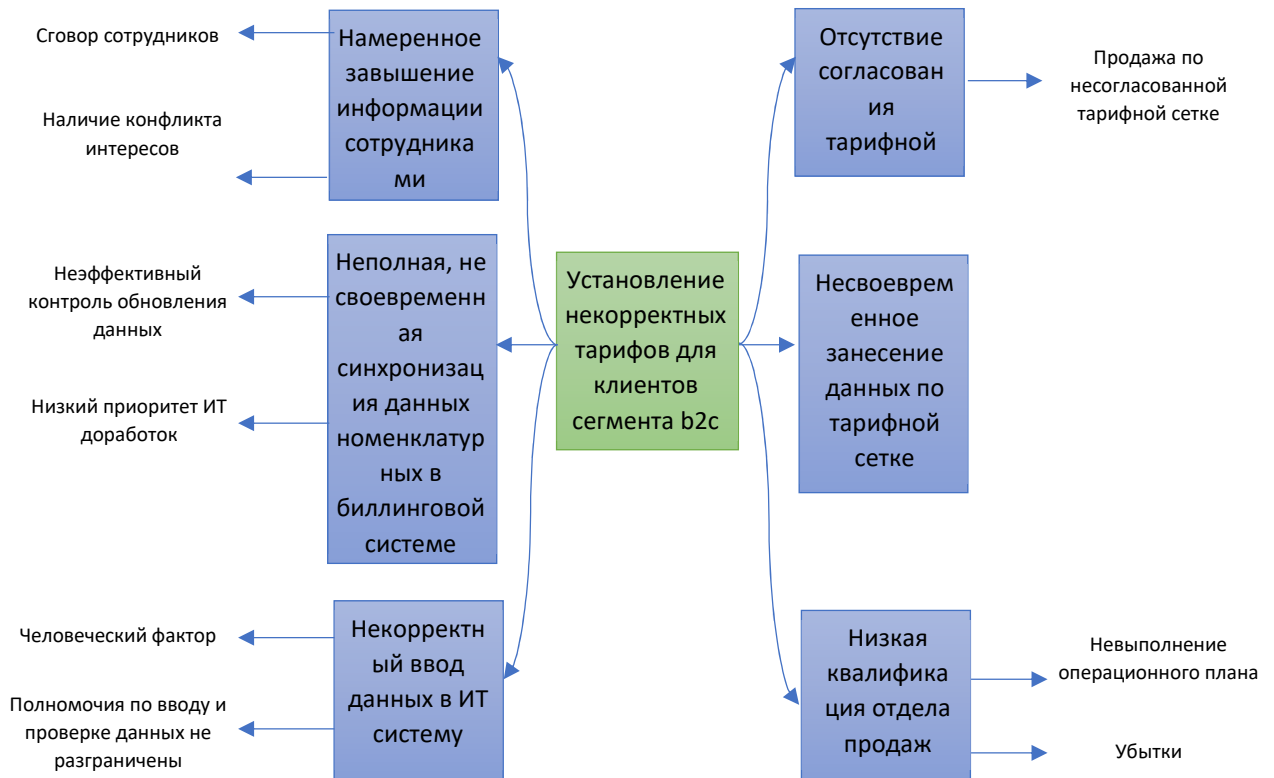 Сговор сотрудников
Наличие конфликта
интересов
Намеренное
завышение
информации
сотрудника
ми
Отсутствие
согласован
ия
тарифной
Продажа по
несогласованной
тарифной сетке
Неэффективный
контроль обновления
данных
Низкий приоритет ИТ
доработок
Неполная, не
своевременн
ая
синхронизац
ия данных
номенклатур
ных в
биллинговой
системе
Установление
некорректных
тарифов для
клиентов
сегмента b2c
Несвоеврем
енное
занесение
данных по
тарифной
сетке
Человеческий фактор
Полномочия по вводу и
проверке данных не
разграничены
Некорректн
ый ввод
данных в ИТ
систему
Низкая
квалифика
ция отдела
продаж
Невыполнение
операционного плана
Убытки